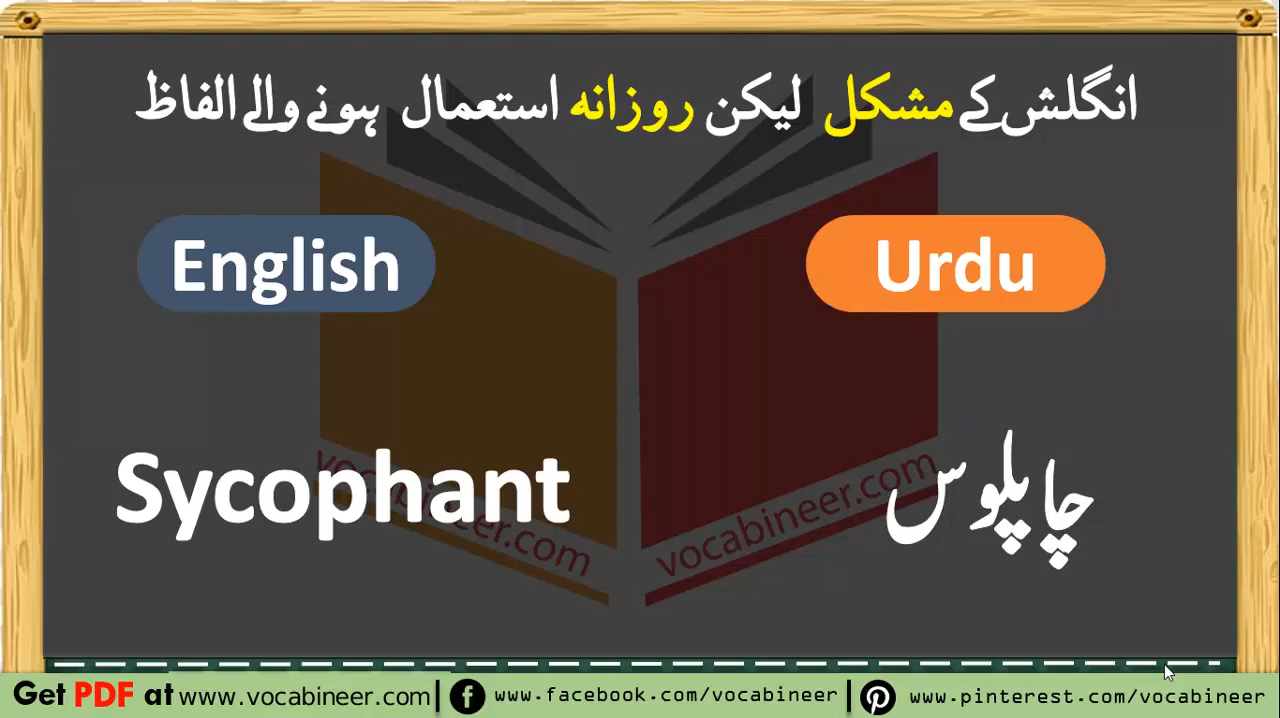 انگلش کے مشکل لیکن روزانہ استعمال ہونے والے الفاظ
English Urdu
Sycophant چاپلوس
vocabineer.com vocabineer.com
Get PDF at www.vocabineer.com | www.facebook.com/vocabineer | www.pinterest.com/vocabineer